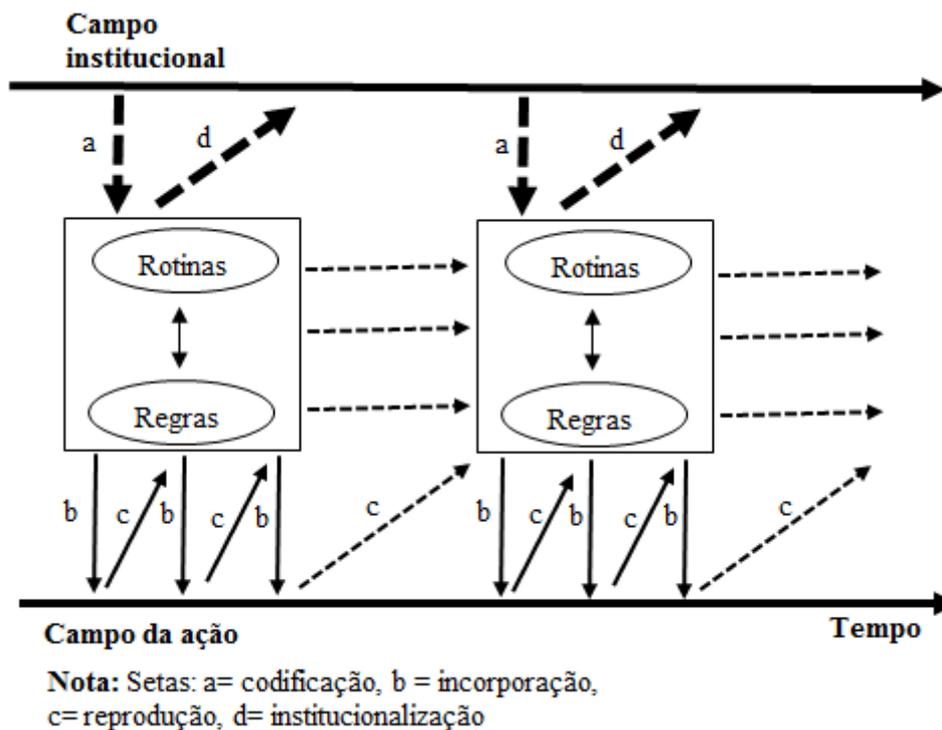 Campo
institucional
a
d
a
d
Rotinas
Rotinas
Regras
Regras
b
c
b
c
b
c
b
c
b
c
b
c
Campo da ação
Tempo
Nota: Setas: a= codificação, b = incorporação,
c= reprodução, d= institucionalização